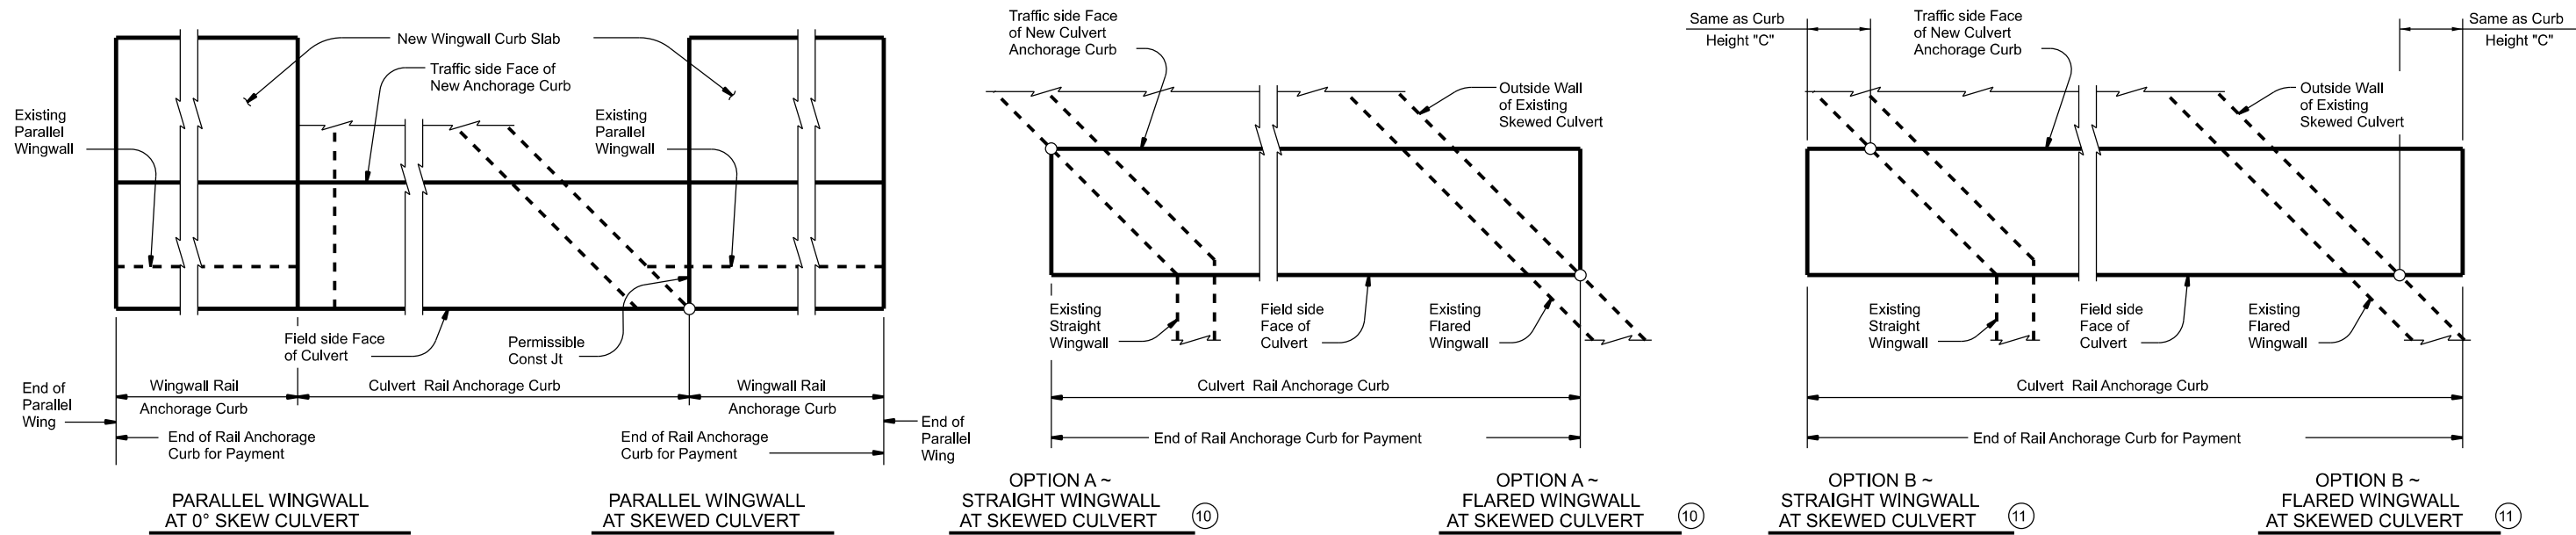 New Wingwall Curb Slab
Traffic side Face of
New Anchorage Curb
Existing
Parallel
Wingwall
Existing
Parallel
Wingwall
Field side Face
of Culvert
Permissible
Const Jt
End of
Parallel
Wing
Wingwall Rail
Anchorage Curb
Culvert Rail Anchorage Curb
Wingwall Rail
Anchorage Curb
End of Rail Anchorage
Curb for Payment
End of Rail Anchorage
Curb for Payment
End of
Parallel
Wing
PARALLEL WINGWALL
AT 0° SKEW CULVERT
PARALLEL WINGWALL
AT SKEWED CULVERT
Traffic side Face
of New Culvert
Anchorage Curb
Outside Wall
of Existing
Skewed Culvert
Existing
Straight
Wingwall
Field side
Face of
Culvert
Existing
Flared
Wingwall
Culvert Rail Anchorage Curb
End of Rail Anchorage Curb for Payment
OPTION A ~
STRAIGHT WINGWALL
AT SKEWED CULVERT
10
OPTION A ~
FLARED WINGWALL
AT SKEWED CULVERT
10
Same as Curb
Height "C"
Traffic side Face
of New Culvert
Anchorage Curb
Same as Curb
Height "C"
Outside Wall
of Existing
Skewed Culvert
Existing
Straight
Wingwall
Field side
Face of
Culvert
Existing
Flared
Wingwall
Culvert Rail Anchorage Curb
End of Rail Anchorage Curb for Payment
OPTION B ~
STRAIGHT WINGWALL
AT SKEWED CULVERT
11
OPTION B ~
FLARED WINGWALL
AT SKEWED CULVERT
11